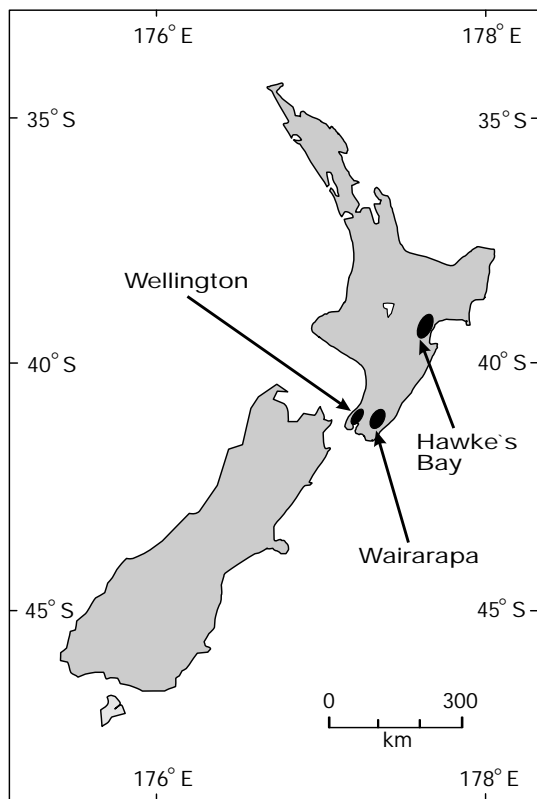 176° E 178° E
35° S 35° S
Wellington
40° S 40° S
Hawke`s
Bay
Wairarapa
45° S 45° S
0 300
km
176° E 178° E